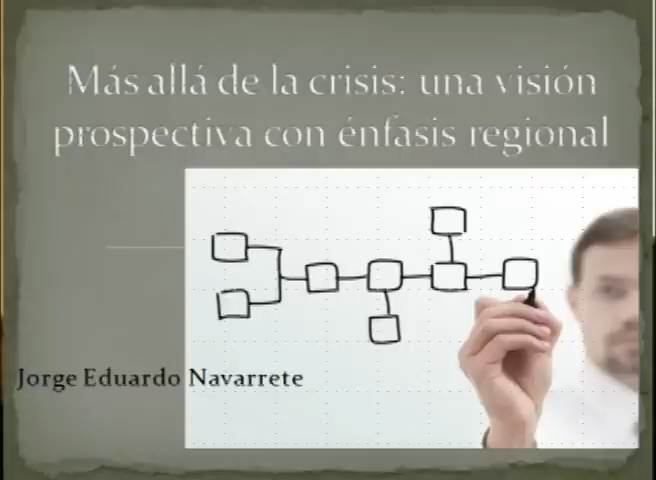 Más allá de la crisis: una visión
prospectiva con énfasis regional
Jorge Eduardo Navarrete